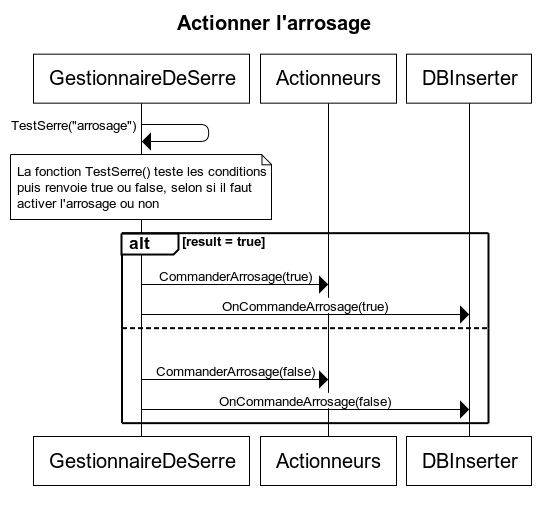 Actionner l'arrosage
GestionnaireDeSerre
Actionneurs
DBInserter
TestSerre("arrosage")
La fonction TestSerre() teste les conditions
puis renvoie true ou false, selon si il faut
activer l'arrosage ou non
alt [result = true]
CommanderArrosage(true)
OnCommandeArrosage(true)
CommanderArrosage(false)
OnCommandeArrosage(false)
GestionnaireDeSerre
Actionneurs
DBInserter